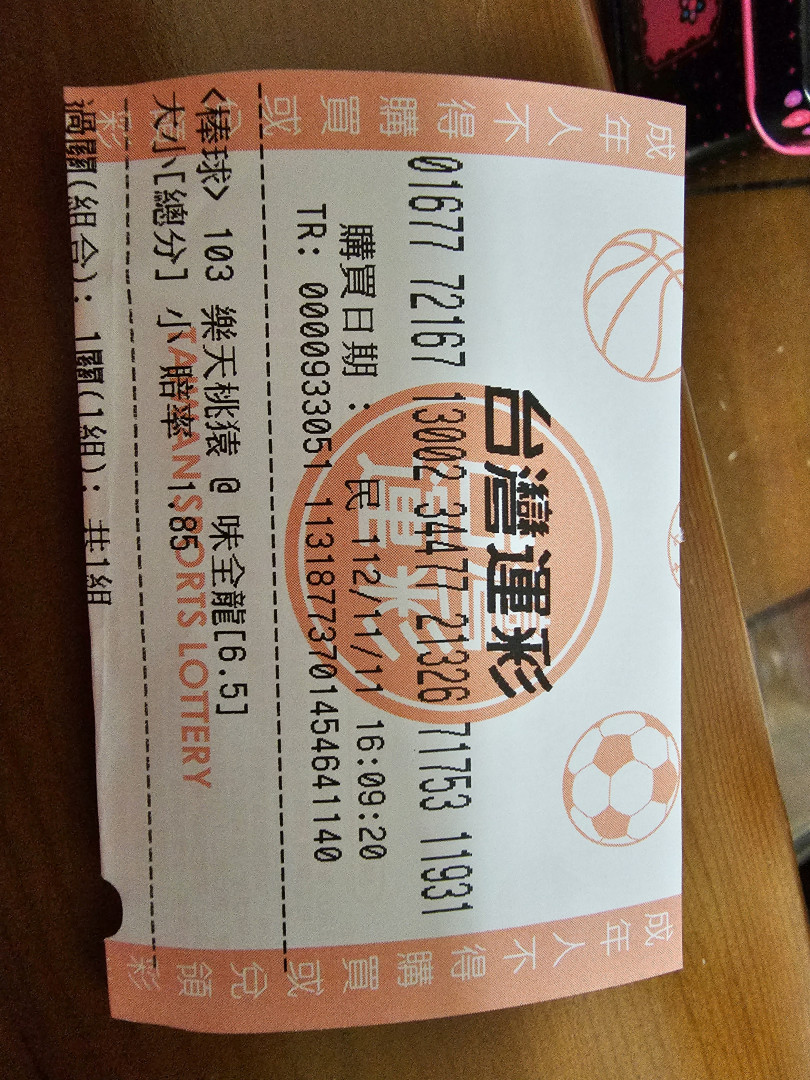 台灣運彩
01677 72167 13002 34477 21326 71753 11931
購買日期: 民 112/11/11 16:09:20
TR: 0000933051 1131877370145464 1140
<棒球> 103 樂天桃猿 @ 味全龍[6.5]
大小[總分] 小 賠率 1.85
過關(組合): 1關(1組): 共1組
TAIWAN SPORTS LOTTERY
成年人不得購買或
成年人不得購買或兌領彩